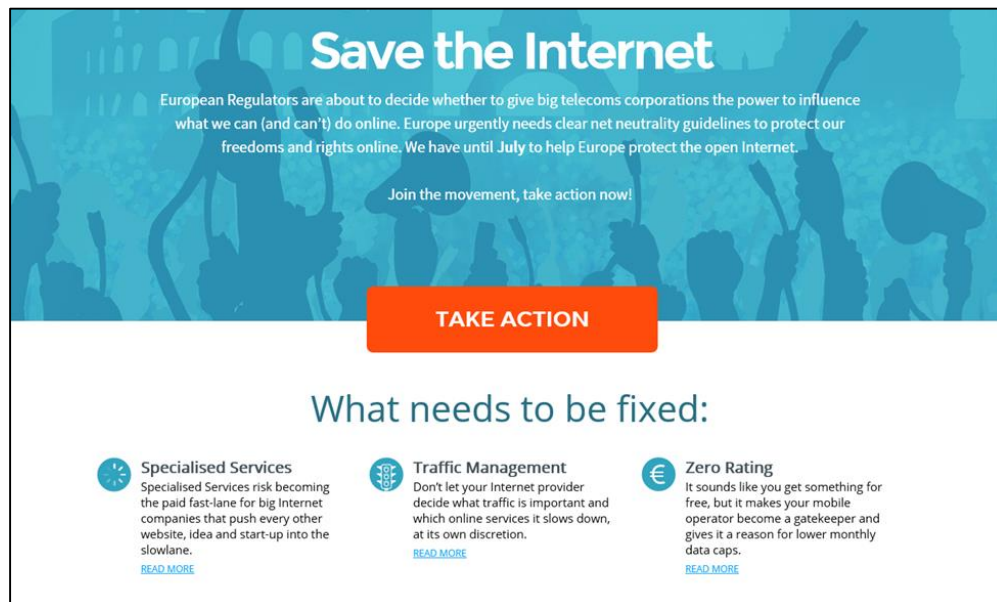 Save the Internet
European Regulators are about to decide whether to give big telecoms corporations the power to influence
what we can (and can't) do online. Europe urgently needs clear net neutrality guidelines to protect our
freedoms and rights online. We have until July to help Europe protect the open Internet.
Join the movement, take action now!
TAKE ACTION
What needs to be fixed:
Specialised Services
Specialised Services risk becoming
the paid fast-lane for big Internet
companies that push every other
website, idea and start-up into the
slowlane.
READ MORE
Traffic Management
Don't let your Internet provider
decide what traffic is important and
which online services it slows down,
at its own discretion.
READ MORE
€
Zero Rating
It sounds like you get something for
free, but it makes your mobile
operator become a gatekeeper and
gives it a reason for lower monthly
data caps.
READ MORE